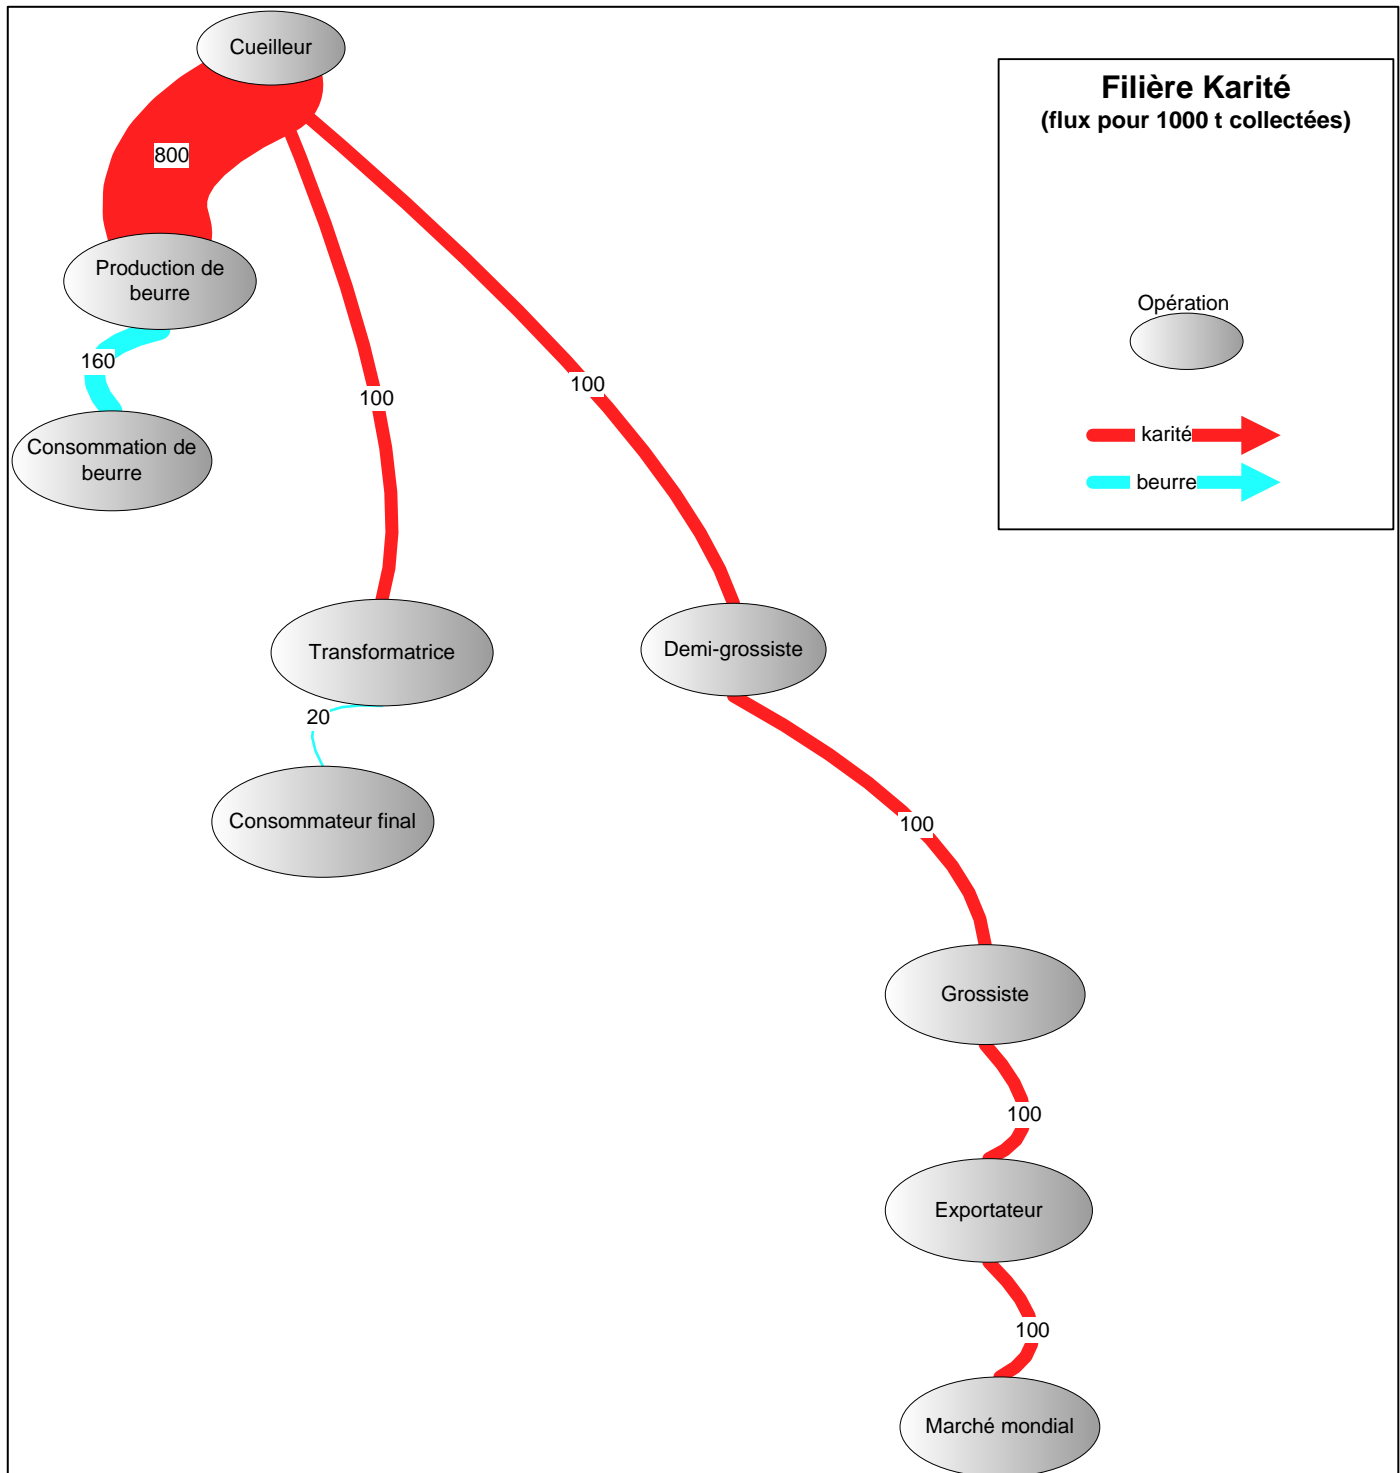 Cueilleur
Filière Karité
(flux pour 1000 t collectées)
800
Production de
beurre
Opération
160
100
100
karité
Consommation de
beurre
beurre
Transformatrice
Demi-grossiste
20
Consommateur final
100
Grossiste
100
Exportateur
100
Marché mondial